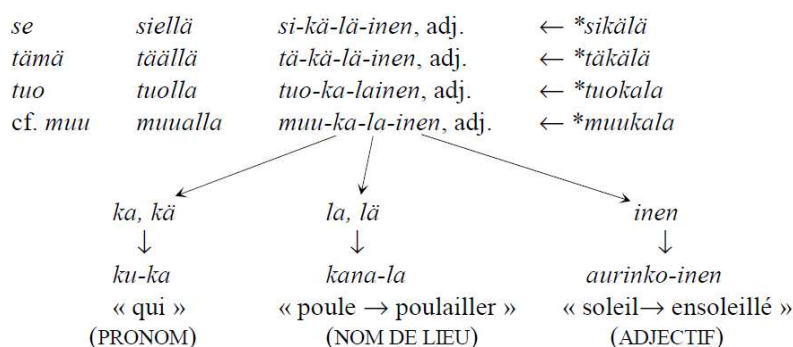 se siellä si-kä-lä-inen, adj. ← *sikälä
tämä täällä tä-kä-lä-inen, adj. ← *täkälä
tuo tuolla tuo-ka-lainen, adj. ← *tuokala
cf. muu muualla muu-ka-la-inen, adj. ← *muukala
ka, kä la, lä inen
↓ ↓ ↓
ku-ka kana-la aurinko-inen
« qui » « poule → poulailler » « soleil→ ensoleillé »
(PRONOM) (NOM DE LIEU) (ADJECTIF)